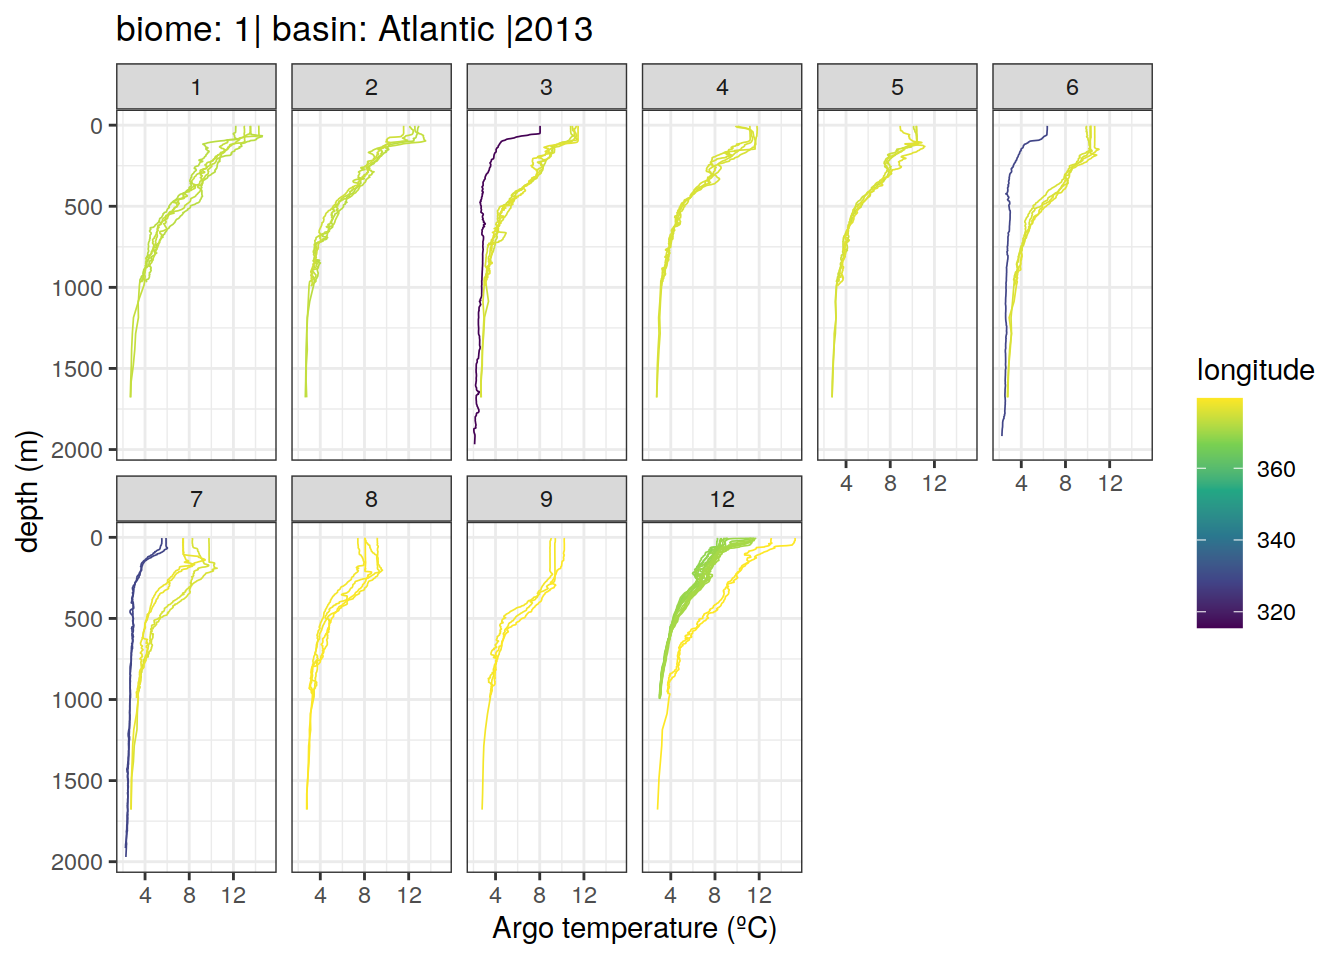 biome: 1| basin: Atlantic |2013
1 2 3 4 5 6
0
500
1000
1500
2000
4 8 12 4 8 12
7 8 9 12
0
500
1000
1500
2000
4 8 12 4 8 12 4 8 12 4 8 12
depth (m)
Argo temperature (ºC)
longitude
360
340
320